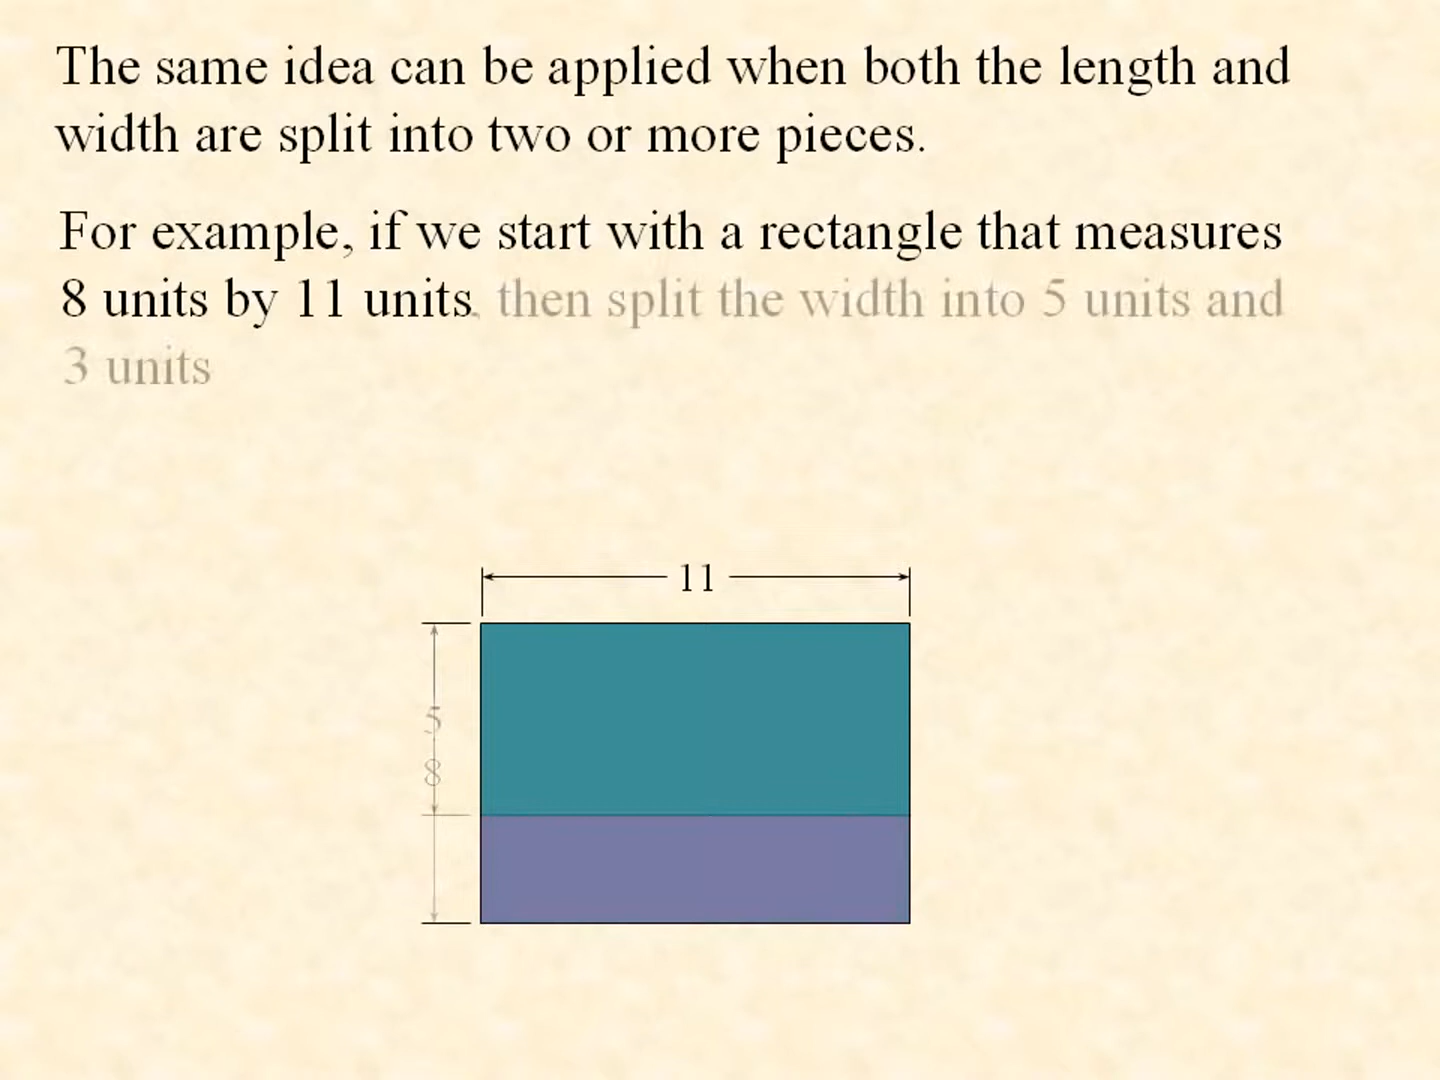 The same idea can be applied when both the length and
width are split into two or more pieces.
For example, if we start with a rectangle that measures
8 units by 11 units, then split the width into 5 units and
3 units
11
5
8